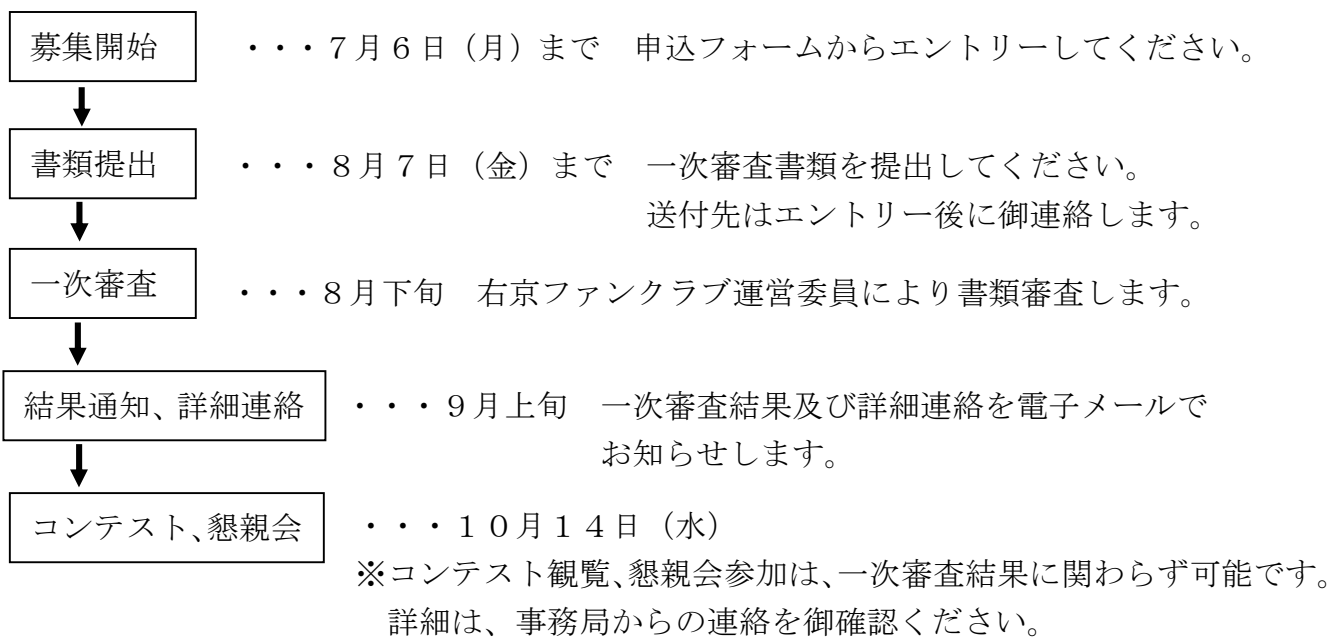 募集開始 ・・・７月６日（月）まで　申込フォームからエントリーしてください。
書類提出 ・・・８月７日（金）まで　一次審査書類を提出してください。
送付先はエントリー後に御連絡します。
一次審査 ・・・８月下旬　右京ファンクラブ運営委員により書類審査します。
結果通知、詳細連絡 ・・・９月上旬　一次審査結果及び詳細連絡を電子メールで
お知らせします。
コンテスト、懇親会 ・・・１０月１４日（水）
※コンテスト観覧、懇親会参加は、一次審査結果に関わらず可能です。
詳細は、事務局からの連絡を御確認ください。